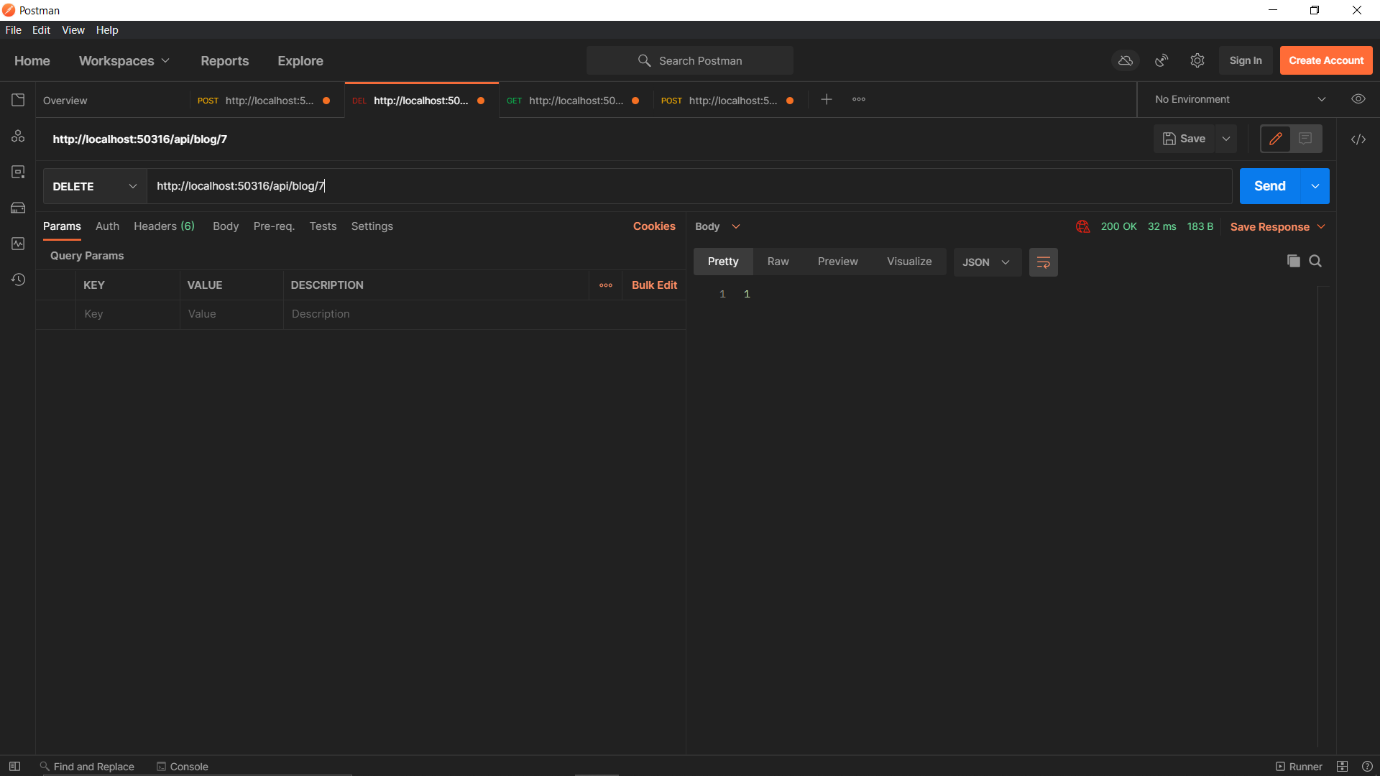 Postman
File Edit View Help
Home Workspaces Reports Explore Search Postman Sign In Create Account
Overview POST http://localhost:5... DEL http://localhost:50... GET http://localhost:50... POST http://localhost:5... No Environment
http://localhost:50316/api/blog/7 Save
DELETE http://localhost:50316/api/blog/7 Send
Params Auth Headers (6) Body Pre-req. Tests Settings Cookies Body 200 OK 32 ms 183 B Save Response
Query Params Pretty Raw Preview Visualize JSON
KEY VALUE DESCRIPTION Bulk Edit 1 1
Key Value Description
Find and Replace Console Runner